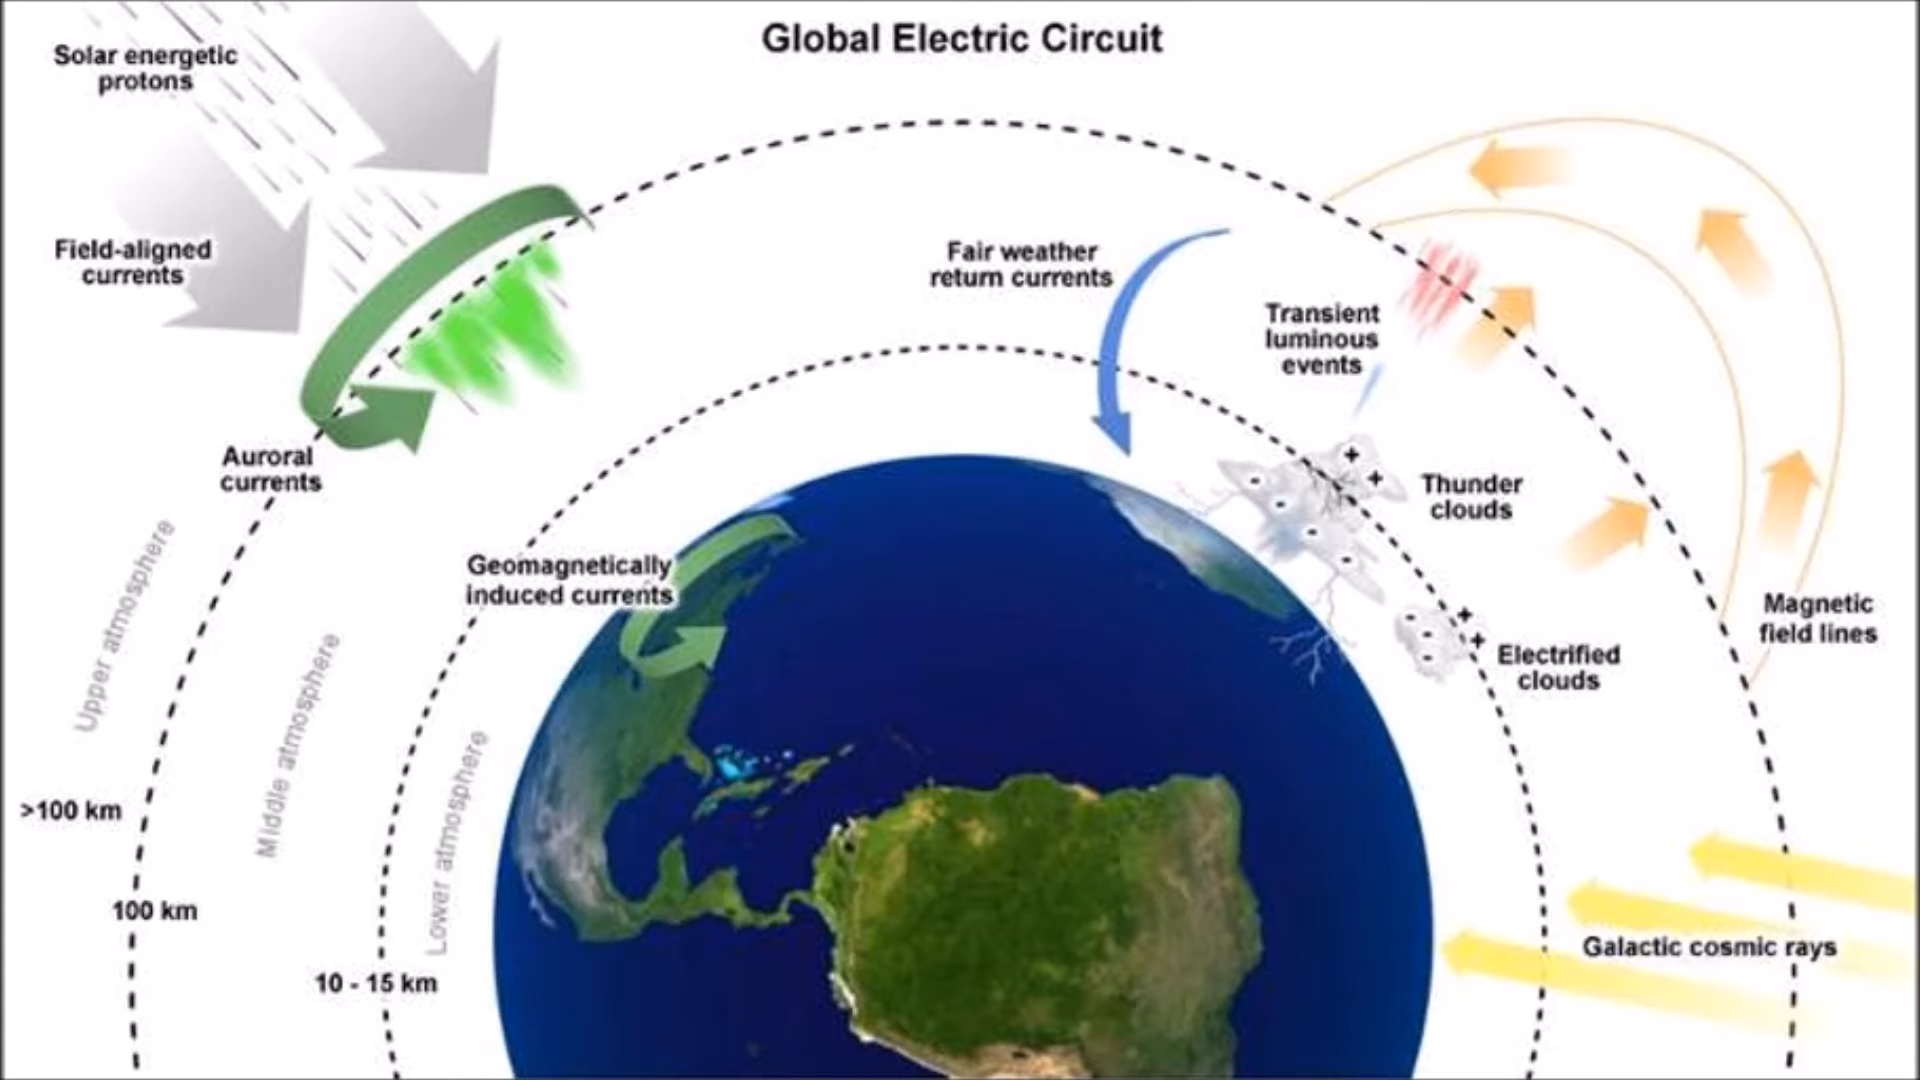 Global Electric Circuit
Solar energetic
protons
Field-aligned
currents
Auroral
currents
Fair weather
return currents
Transient
luminous
events
Thunder
clouds
Electrified
clouds
Magnetic
field lines
Geomagnetically
induced currents
Upper atmosphere
Middle atmosphere
Lower atmosphere
>100 km
100 km
10 - 15 km
Galactic cosmic rays